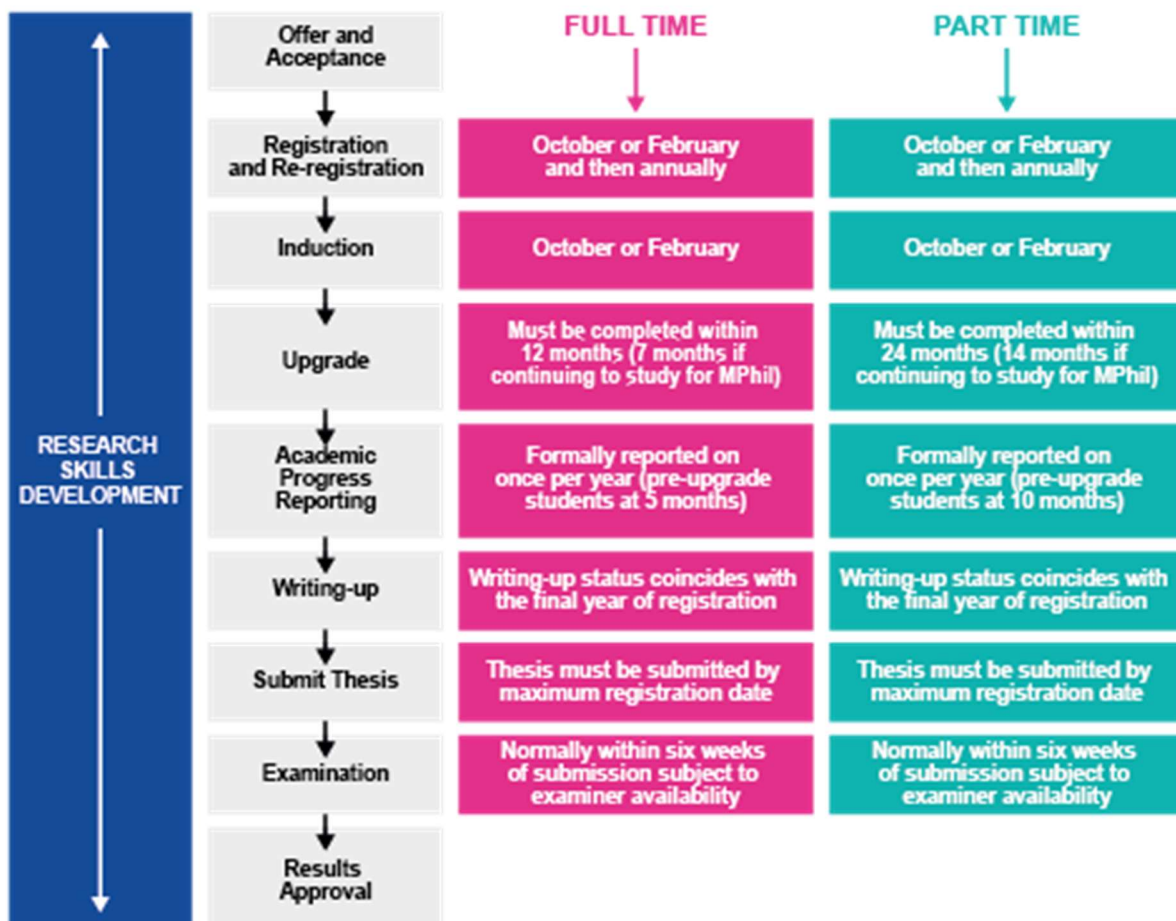 RESEARCH
SKILLS
DEVELOPMENT
FULL TIME
PART TIME
Offer and
Acceptance
Registration
and Re-registration
October or February
and then annually
October or February
and then annually
Induction
October or February
October or February
Upgrade
Must be completed within
12 months (7 months if
continuing to study for MPhil)
Must be completed within
24 months (14 months if
continuing to study for MPhil)
Academic
Progress
Reporting
Formally reported on
once per year (pre-upgrade
students at 5 months)
Formally reported on
once per year (pre-upgrade
students at 10 months)
Writing-up
Writing-up status coincides with
the final year of registration
Writing-up status coincides with
the final year of registration
Submit Thesis
Thesis must be submitted by
maximum registration date
Thesis must be submitted by
maximum registration date
Examination
Normally within six weeks
of submission subject to
examiner availability
Normally within six weeks
of submission subject to
examiner availability
Results
Approval